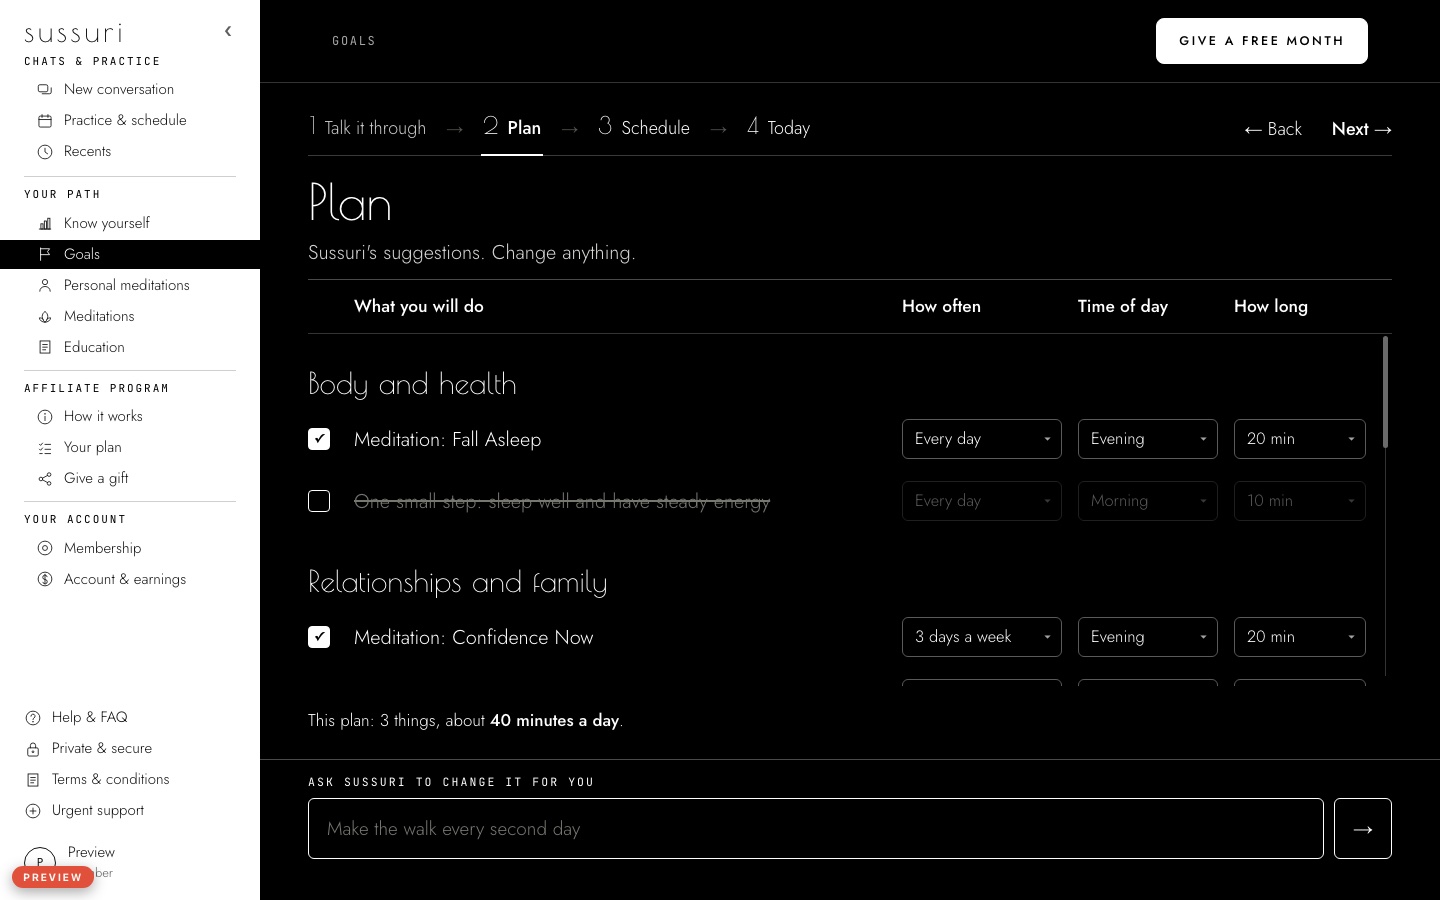 sussuri
CHATS & PRACTICE
New conversation
Practice & schedule
Recents
YOUR PATH
Know yourself
Goals
Personal meditations
Meditations
Education
AFFILIATE PROGRAM
How it works
Your plan
Give a gift
YOUR ACCOUNT
Membership
Account & earnings
Help & FAQ
Private & secure
Terms & conditions
Urgent support
P
Preview
PREVIEW
GOALS
GIVE A FREE MONTH
1 Talk it through → 2 Plan → 3 Schedule → 4 Today
← Back Next →
Plan
Sussuri's suggestions. Change anything.
What you will do How often Time of day How long
Body and health
Meditation: Fall Asleep Every day Evening 20 min
One small step: sleep well and have steady energy Every day Morning 10 min
Relationships and family
Meditation: Confidence Now 3 days a week Evening 20 min
This plan: 3 things, about 40 minutes a day.
ASK SUSSURI TO CHANGE IT FOR YOU
Make the walk every second day
→